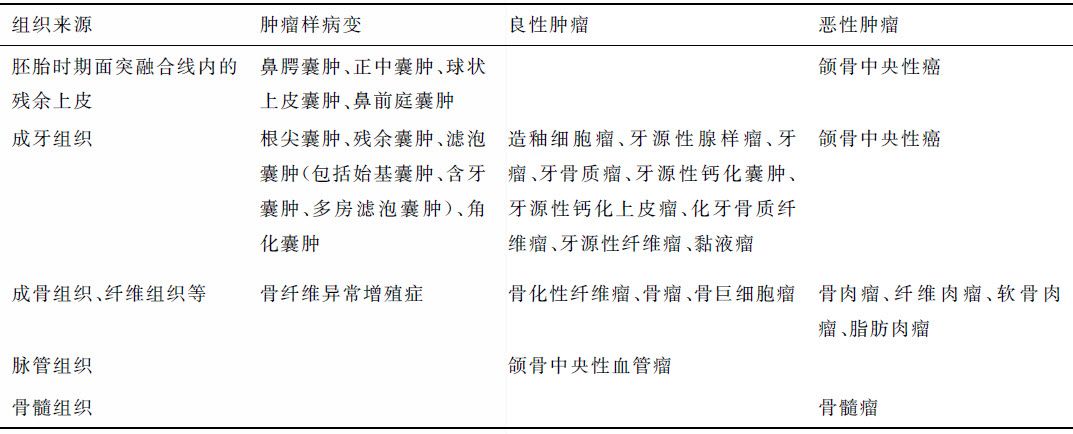 组织来源 肿瘤样病变 良性肿瘤 恶性肿瘤
胚胎时期面突融合线内的 鼻腭囊肿、正中囊肿、球状 颌骨中央性癌
残余上皮 上皮囊肿、鼻前庭囊肿
成牙组织 根尖囊肿、残余囊肿、滤泡 造釉细胞瘤、牙源性腺样瘤、牙 颌骨中央性癌
囊肿(包括始基囊肿、含牙 瘤、牙骨质瘤、牙源性钙化囊肿、
囊肿、多房滤泡囊肿)、角 牙源性钙化上皮瘤、化牙骨质纤
化囊肿 维瘤、牙源性纤维瘤、黏液瘤
成骨组织、纤维组织等 骨纤维异常增殖症 骨化性纤维瘤、骨瘤、骨巨细胞瘤 骨肉瘤、纤维肉瘤、软骨肉
瘤、脂肪肉瘤
脉管组织 颌骨中央性血管瘤
骨髓组织 骨髓瘤